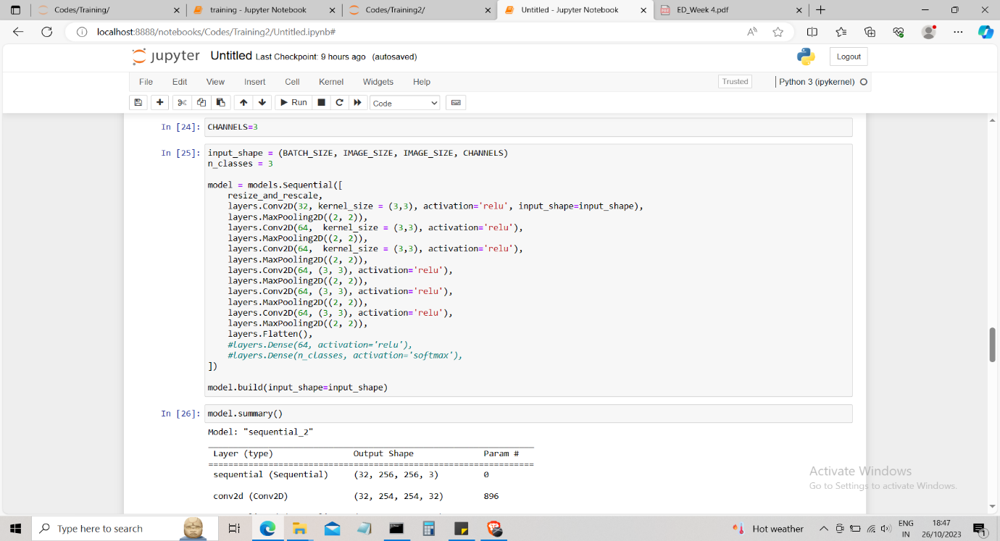 Codes/Training/
training - Jupyter Notebook
Codes/Training2/
Untitled - Jupyter Notebook
ED_Week 4.pdf
localhost:8888/notebooks/Codes/Training2/Untitled.ipynb#
jupyter Untitled Last Checkpoint: 9 hours ago (autosaved)
Logout
File Edit View Insert Cell Kernel Widgets Help
Trusted
Python 3 (ipykernel)
Run
Code
In [24]: CHANNELS=3
In [25]: input_shape = (BATCH_SIZE, IMAGE_SIZE, IMAGE_SIZE, CHANNELS)
n_classes = 3
model = models.Sequential([
    resize_and_rescale,
    layers.Conv2D(32, kernel_size = (3,3), activation='relu', input_shape=input_shape),
    layers.MaxPooling2D((2, 2)),
    layers.Conv2D(64,  kernel_size = (3,3), activation='relu'),
    layers.MaxPooling2D((2, 2)),
    layers.Conv2D(64,  kernel_size = (3,3), activation='relu'),
    layers.MaxPooling2D((2, 2)),
    layers.Conv2D(64, (3, 3), activation='relu'),
    layers.MaxPooling2D((2, 2)),
    layers.Conv2D(64, (3, 3), activation='relu'),
    layers.MaxPooling2D((2, 2)),
    layers.Conv2D(64, (3, 3), activation='relu'),
    layers.MaxPooling2D((2, 2)),
    layers.Flatten(),
    #layers.Dense(64, activation='relu'),
    #layers.Dense(n_classes, activation='softmax'),
])
model.build(input_shape=input_shape)
In [26]: model.summary()
Model: "sequential_2"
Layer (type) Output Shape Param #
=================================================================
sequential (Sequential) (32, 256, 256, 3) 0
conv2d (Conv2D) (32, 254, 254, 32) 896
Activate Windows
Go to Settings to activate Windows.
Type here to search
Hot weather
ENG
IN
18:47
26/10/2023
1